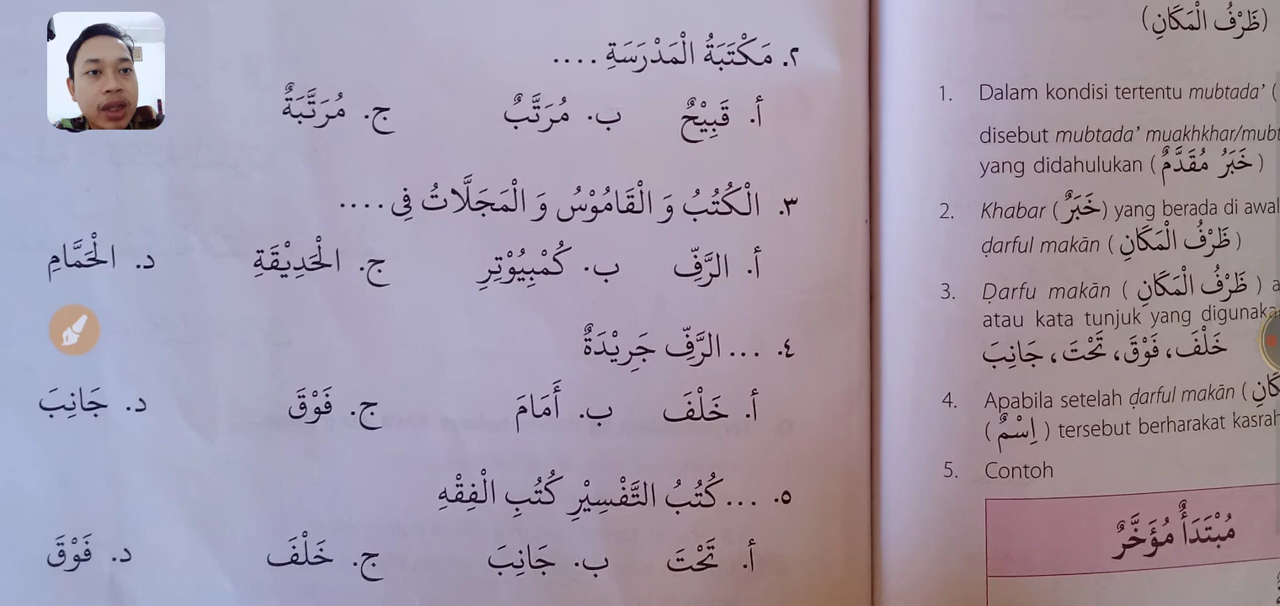 ٢. مَكْتَبَةُ الْمَدْرَسَةِ ....
أ. قَبِيْحٌ ب. مُرَتَّبٌ ج. مُرَتَّبَةٌ
٣. الْكُتُبُ وَ الْقَامُوْسُ وَ الْمَجَلَّاتُ فِى ....
أ. الرَّفِّ ب. كُمْبِيُوْتِرِ ج. الْحَدِيْقَةِ د. الْحَمَّامِ
٤. ... الرَّفِّ جَرِيْدَةٌ
أ. خَلْفَ ب. أَمَامَ ج. فَوْقَ د. جَانِبَ
٥. ... كُتُبُ التَّفْسِيْرِ كُتُبِ الْفِقْهِ
أ. تَحْتَ ب. جَانِبَ ج. خَلْفَ د. فَوْقَ
(ظَرْفُ الْمَكَانِ)
1. Dalam kondisi tertentu mubtada’ (
disebut mubtada’ muakhkhar/mubt
yang didahulukan (خَبَرُ مُقَدَّمٌ)
2. Khabar (خَبَرٌ) yang berada di awal
ḍarful makān (ظَرْفُ الْمَكَانِ)
3. Ḍarfu makān (ظَرْفُ الْمَكَانِ) a
atau kata tunjuk yang digunaka
خَلْفَ، فَوْقَ، تَحْتَ، جَانِبَ
4. Apabila setelah ḍarful makān (
(اِسْمٌ) tersebut berharakat kasrah
5. Contoh
مُبْتَدَأٌ مُؤَخَّرٌ